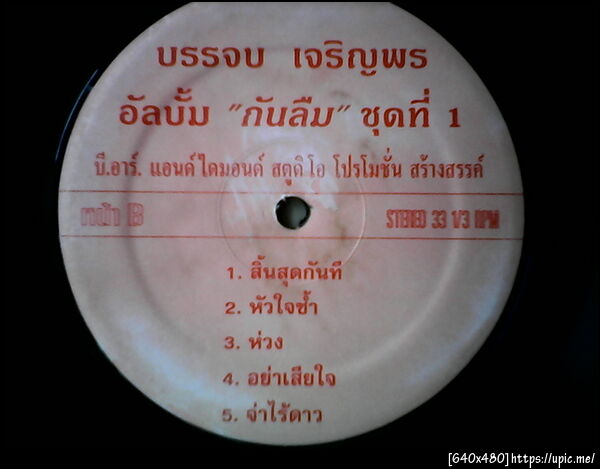 บรรจบ เจริญพร
อัลบั้ม "กันลืม" ชุดที่ 1
บี.อาร์. แอนด์ ไดมอนด์ สตูดิโอ โปรโมชั่น สร้างสรรค์
หน้า B STEREO 33 1/3 RPM
1. สิ้นสุดกันที
2. หัวใจช้ำ
3. ห่วง
4. อย่าเสียใจ
5. จ่าไร้ดาว
[640x480]https://upic.me/